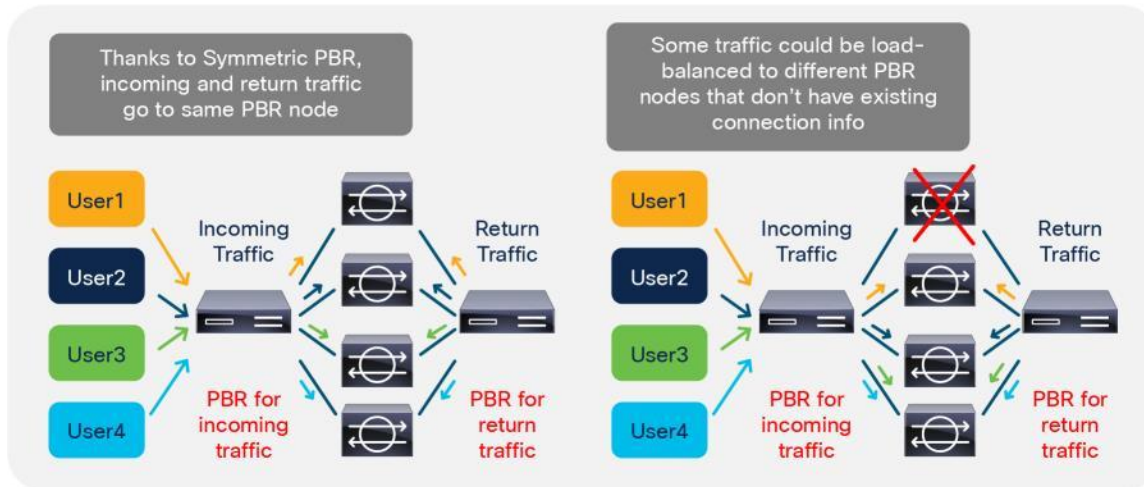 Thanks to Symmetric PBR,
incoming and return traffic
go to same PBR node
User1
User2
User3
User4
Incoming
Traffic
Return
Traffic
PBR for
incoming
traffic
PBR for
return
traffic
Some traffic could be load-
balanced to different PBR
nodes that don't have existing
connection info
User1
User2
User3
User4
Incoming
Traffic
Return
Traffic
PBR for
incoming
traffic
PBR for
return
traffic